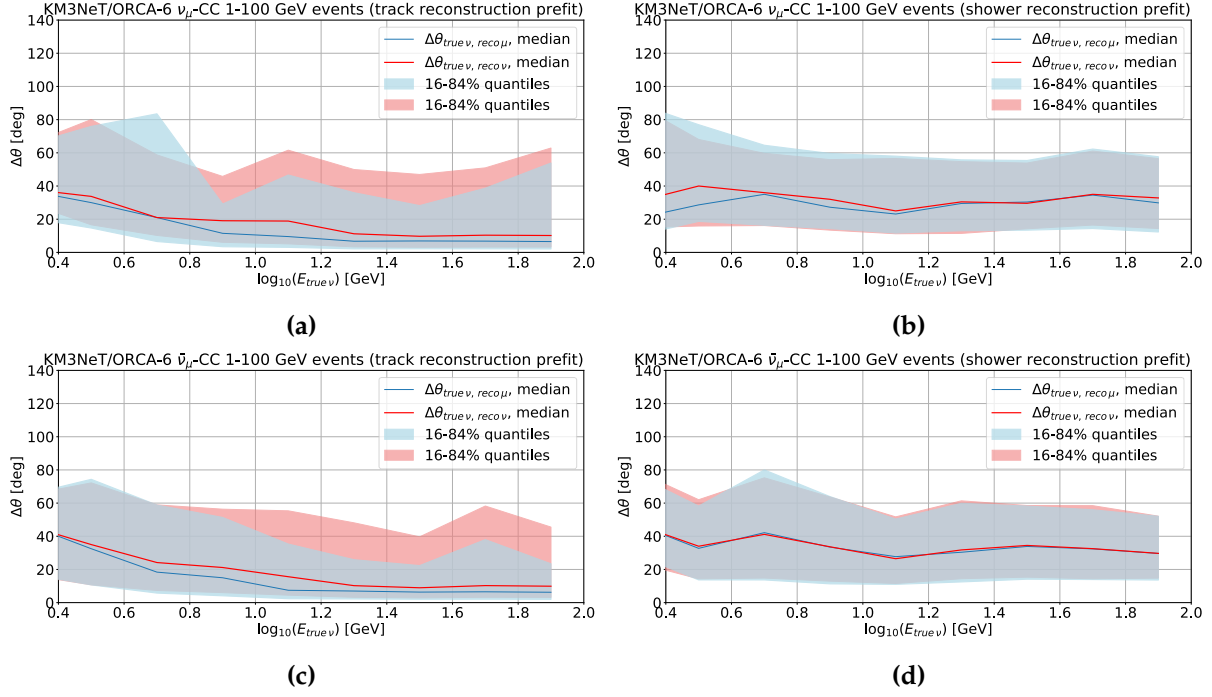 KM3NeT/ORCA-6 νμ-CC 1-100 GeV events (track reconstruction prefit)
140
120
100
80
60
40
20
0
Δθ [deg]
Δθtrue ν, reco μ, median
Δθtrue ν, reco ν, median
16-84% quantiles
16-84% quantiles
0.4 0.6 0.8 1.0 1.2 1.4 1.6 1.8 2.0
log10(Etrue ν) [GeV]
(a)
KM3NeT/ORCA-6 νμ-CC 1-100 GeV events (shower reconstruction prefit)
140
120
100
80
60
40
20
0
Δθ [deg]
Δθtrue ν, reco μ, median
Δθtrue ν, reco ν, median
16-84% quantiles
16-84% quantiles
0.4 0.6 0.8 1.0 1.2 1.4 1.6 1.8 2.0
log10(Etrue ν) [GeV]
(b)
KM3NeT/ORCA-6 ν̄μ-CC 1-100 GeV events (track reconstruction prefit)
140
120
100
80
60
40
20
0
Δθ [deg]
Δθtrue ν, reco μ, median
Δθtrue ν, reco ν, median
16-84% quantiles
16-84% quantiles
0.4 0.6 0.8 1.0 1.2 1.4 1.6 1.8 2.0
log10(Etrue ν) [GeV]
(c)
KM3NeT/ORCA-6 ν̄μ-CC 1-100 GeV events (shower reconstruction prefit)
140
120
100
80
60
40
20
0
Δθ [deg]
Δθtrue ν, reco μ, median
Δθtrue ν, reco ν, median
16-84% quantiles
16-84% quantiles
0.4 0.6 0.8 1.0 1.2 1.4 1.6 1.8 2.0
log10(Etrue ν) [GeV]
(d)